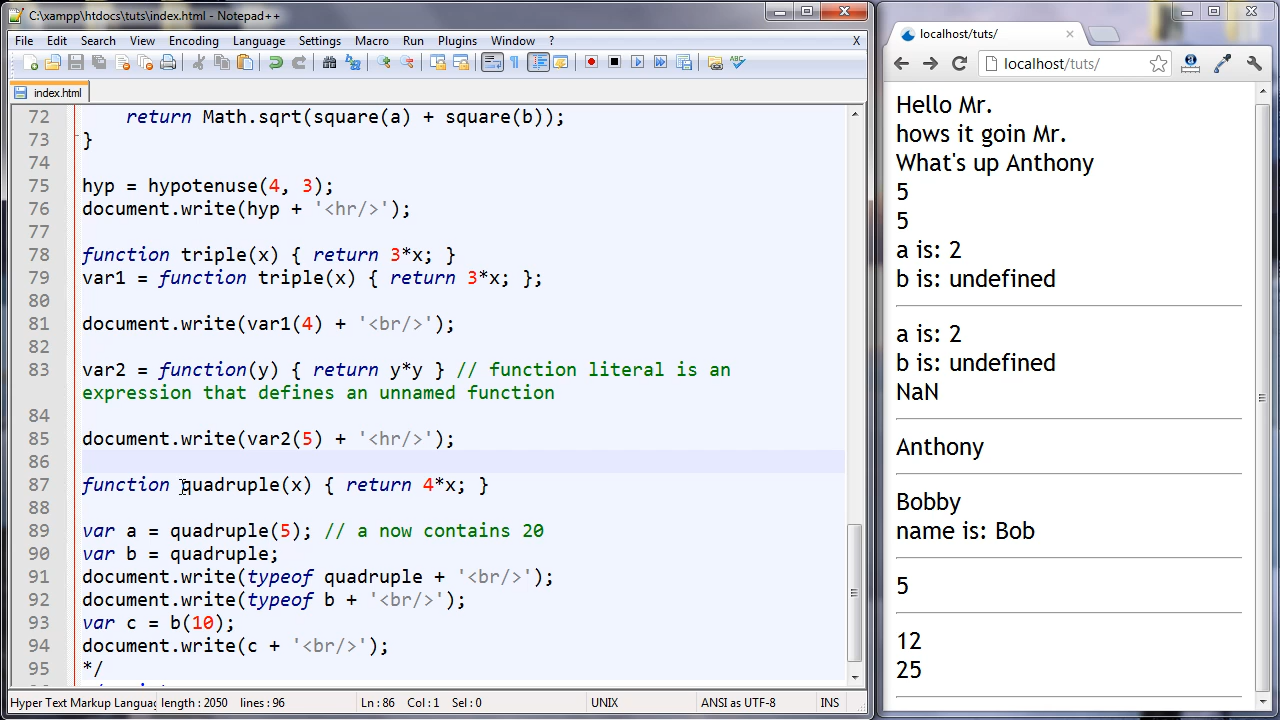 C:\xampp\htdocs\tuts\index.html - Notepad++
File Edit Search View Encoding Language Settings Macro Run Plugins Window ? X
index.html
72 return Math.sqrt(square(a) + square(b));
73 }
74
75 hyp = hypotenuse(4, 3);
76 document.write(hyp + '<hr/>');
77
78 function triple(x) { return 3*x; }
79 var1 = function triple(x) { return 3*x; };
80
81 document.write(var1(4) + '<br/>');
82
83 var2 = function(y) { return y*y } // function literal is an
expression that defines an unnamed function
84
85 document.write(var2(5) + '<hr/>');
86
87 function quadruple(x) { return 4*x; }
88
89 var a = quadruple(5); // a now contains 20
90 var b = quadruple;
91 document.write(typeof quadruple + '<br/>');
92 document.write(typeof b + '<br/>');
93 var c = b(10);
94 document.write(c + '<br/>');
95 */
Hyper Text Markup Languag length : 2050 lines : 96 Ln : 86 Col : 1 Sel : 0 UNIX ANSI as UTF-8 INS
localhost/tuts/
localhost/tuts/
Hello Mr.
hows it goin Mr.
What's up Anthony
5
5
a is: 2
b is: undefined
a is: 2
b is: undefined
NaN
Anthony
Bobby
name is: Bob
5
12
25